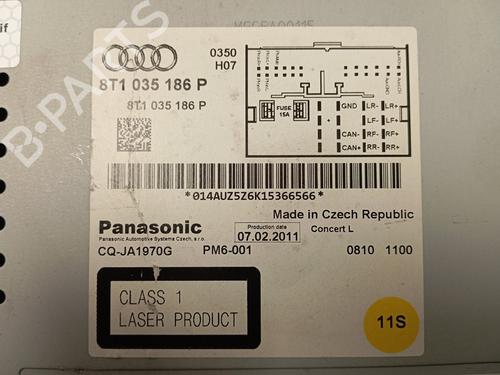 0350
H07
8T1 035 186 P
8T1 035 186 P
FUSE
15A
+
GND LR- LR+
LF- LF+
CAN- RF- RF+
CAN+ RR- RR+
*014AUZ5Z6K15366566*
Panasonic
Panasonic Automotive Systems Czech, s.r.o.
Made in Czech Republic
Production date
07.02.2011
Concert L
CQ-JA1970G PM6-001 0810 1100
CLASS 1
LASER PRODUCT
11S
B-PARTS